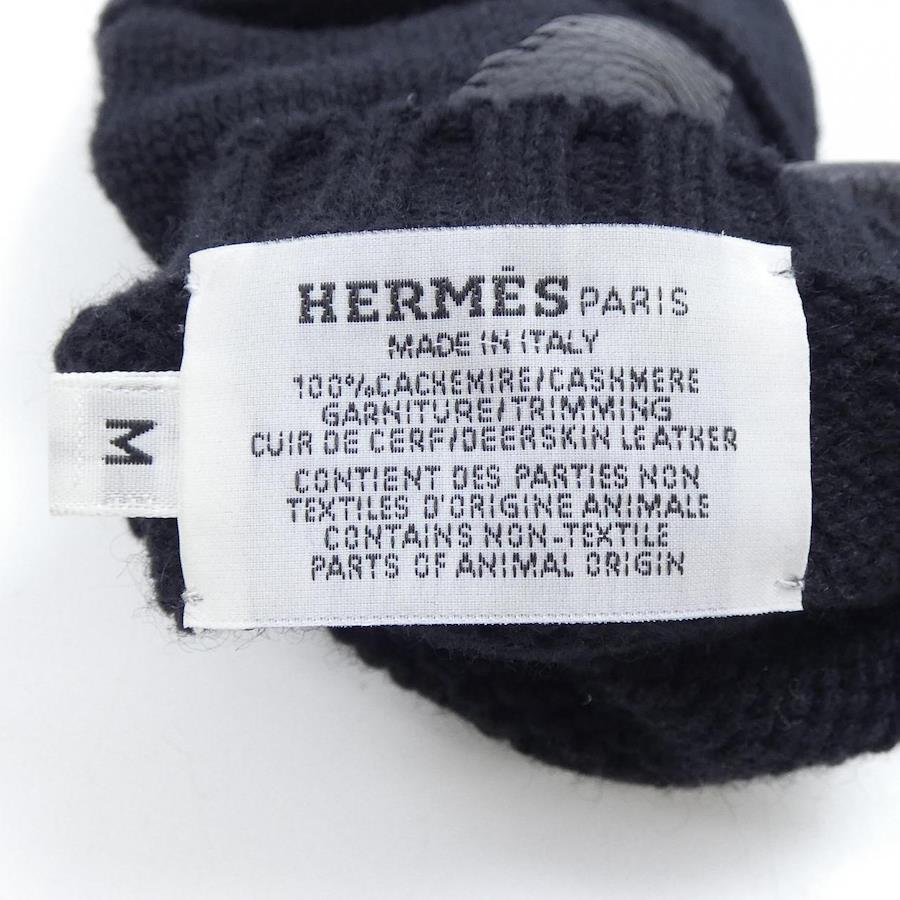 HERMÈS PARIS
MADE IN ITALY
100%CACHEMIRE/CASHMERE
GARNITURE/TRIMMING
CUIR DE CERF/DEERSKIN LEATHER
CONTIENT DES PARTIES NON
TEXTILES D'ORIGINE ANIMALE
CONTAINS NON-TEXTILE
PARTS OF ANIMAL ORIGIN
M